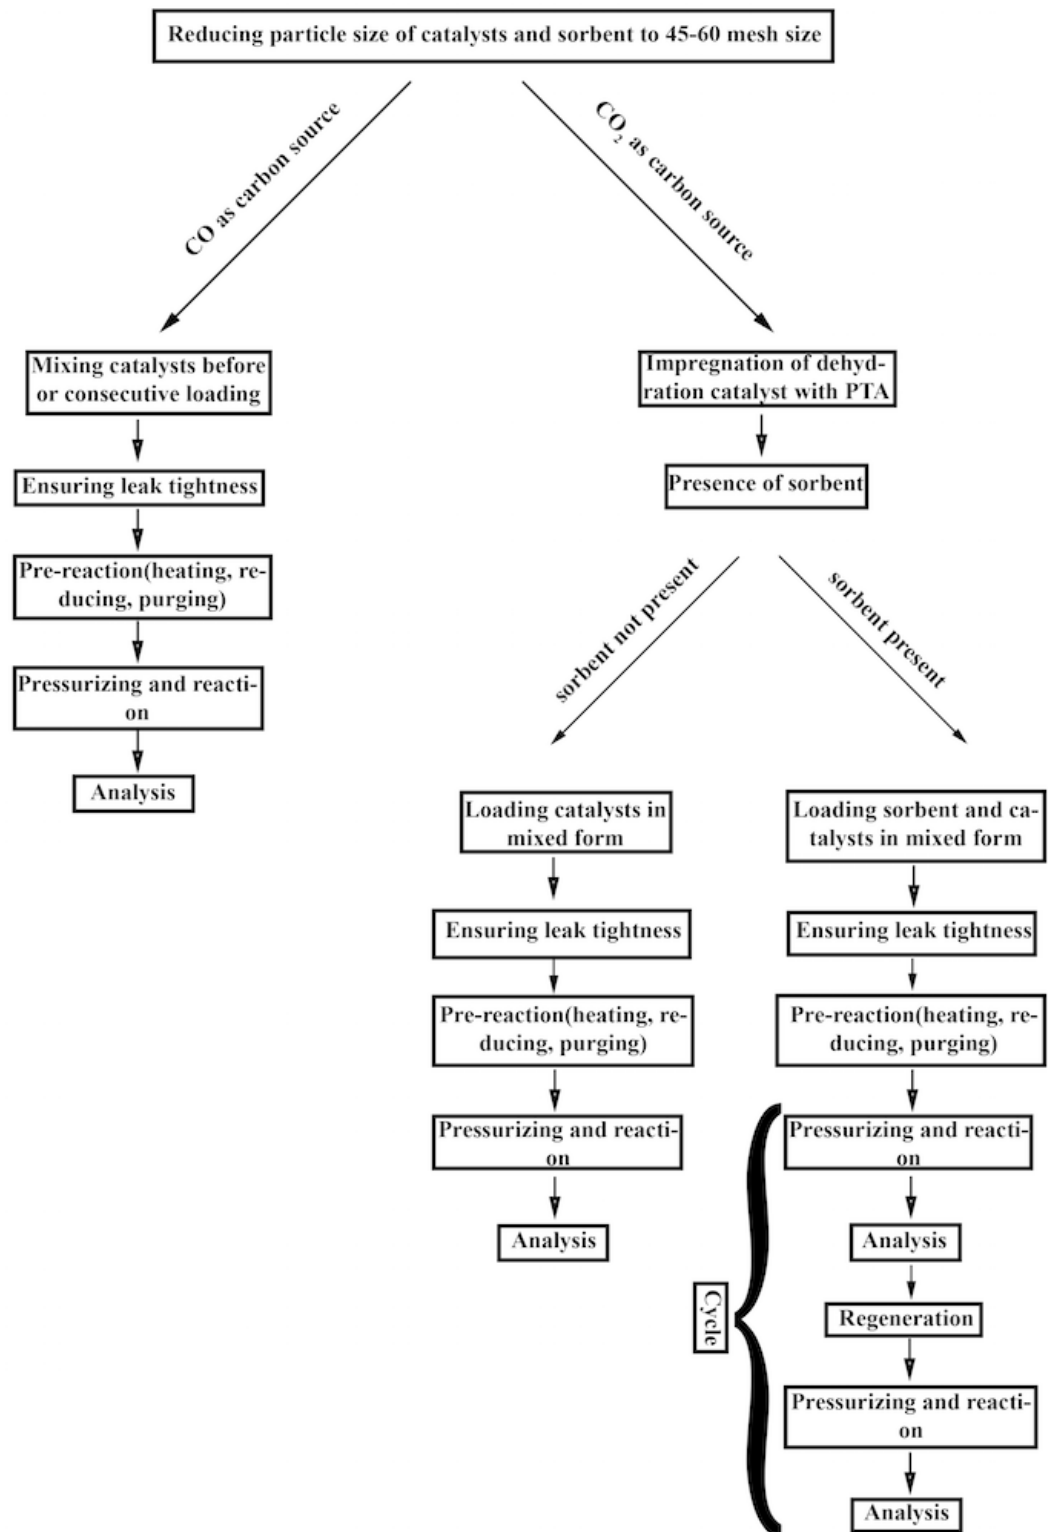 Reducing particle size of catalysts and sorbent to 45-60 mesh size
CO as carbon source
CO₂ as carbon source
Mixing catalysts before
or consecutive loading
Ensuring leak tightness
Pre-reaction(heating, re-
ducing, purging)
Pressurizing and reacti-
on
Analysis
Impregnation of dehyd-
ration catalyst with PTA
Presence of sorbent
sorbent not present
sorbent present
Loading catalysts in
mixed form
Ensuring leak tightness
Pre-reaction(heating, re-
ducing, purging)
Pressurizing and reacti-
on
Analysis
Loading sorbent and ca-
talysts in mixed form
Ensuring leak tightness
Pre-reaction(heating, re-
ducing, purging)
Cycle
Pressurizing and reacti-
on
Analysis
Regeneration
Pressurizing and reacti-
on
Analysis